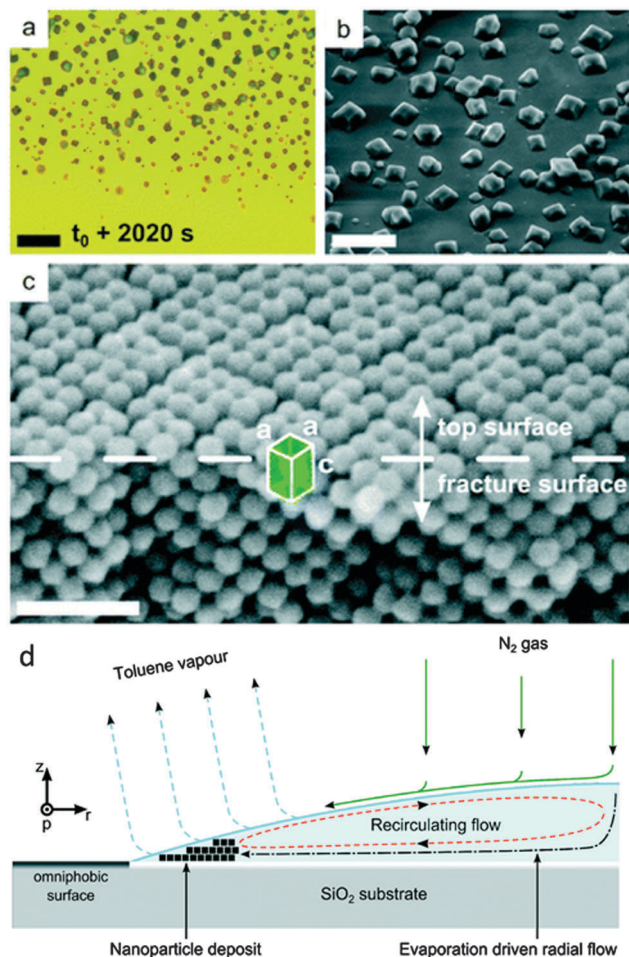 a
b
t₀ + 2020 s
c
a a
c
top surface
fracture surface
d
Toluene vapour
N₂ gas
z
p r
Recirculating flow
omniphobic
surface
SiO₂ substrate
Nanoparticle deposit
Evaporation driven radial flow